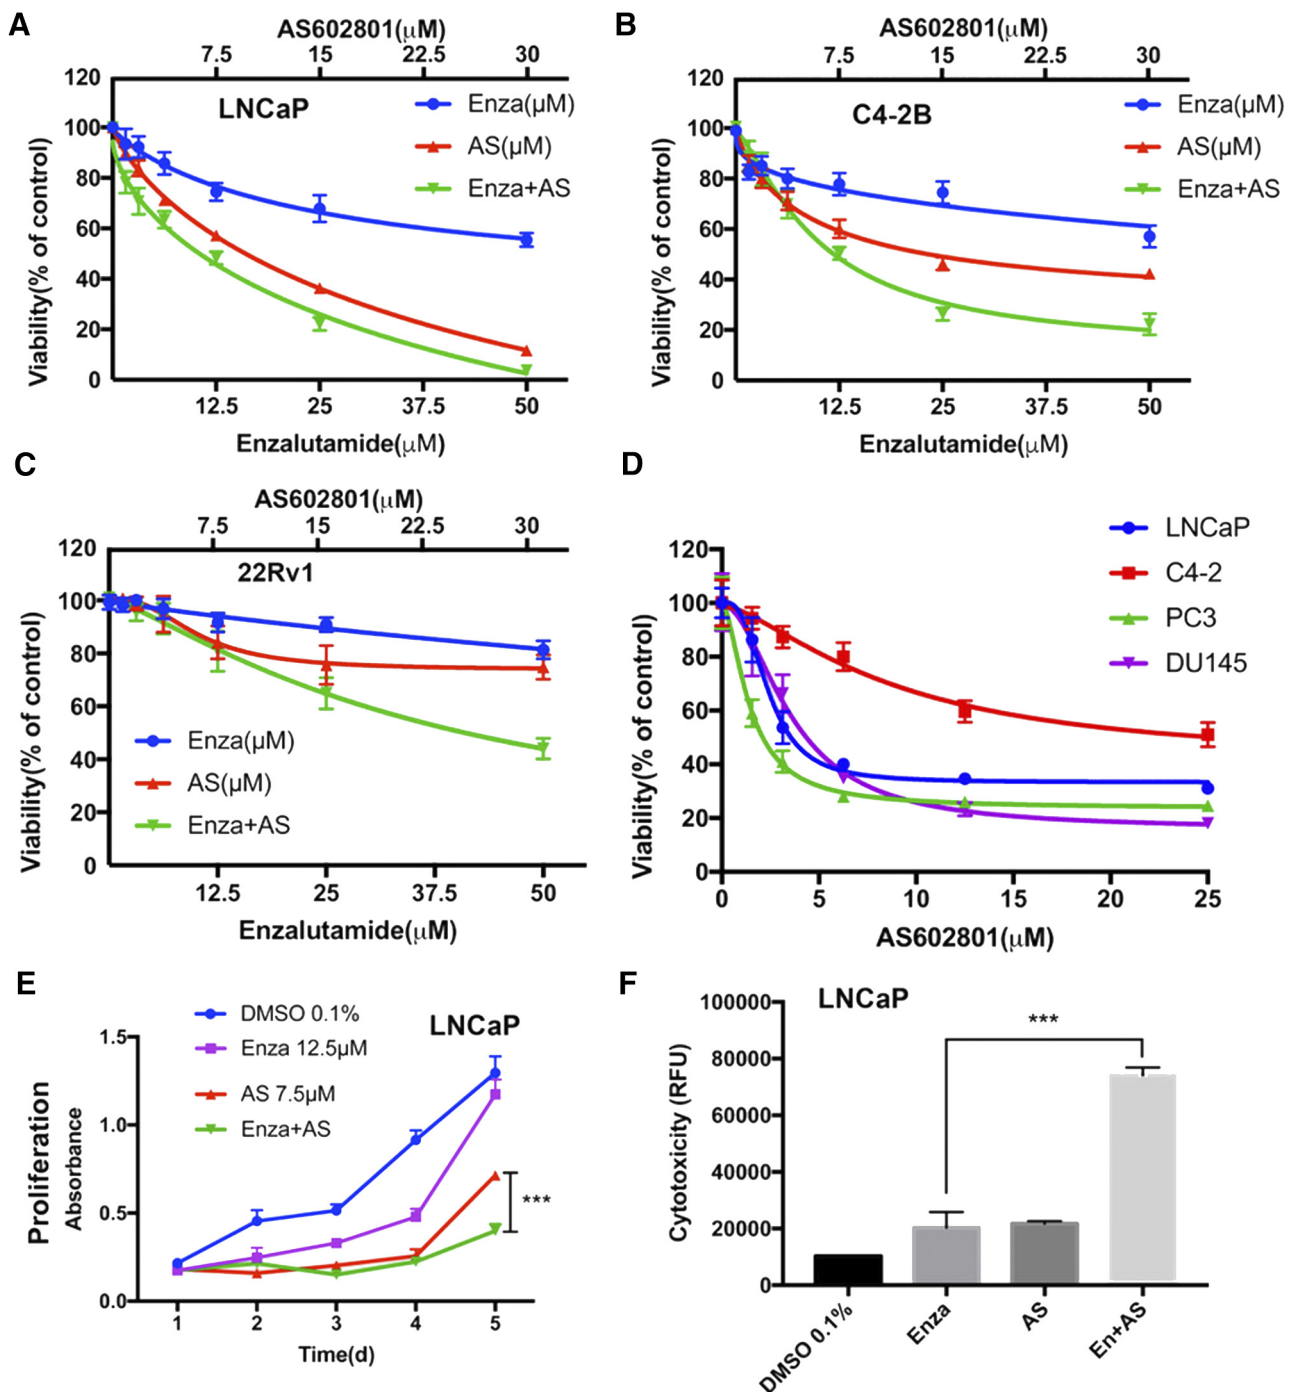 A
AS602801(μM)
7.5 15 22.5 30
120
100
80
60
40
20
0
Viability(% of control)
LNCaP
Enza(μM)
AS(μM)
Enza+AS
12.5 25 37.5 50
Enzalutamide(μM)
B
AS602801(μM)
7.5 15 22.5 30
120
100
80
60
40
20
0
Viability(% of control)
C4-2B
Enza(μM)
AS(μM)
Enza+AS
12.5 25 37.5 50
Enzalutamide(μM)
C
AS602801(μM)
7.5 15 22.5 30
120
100
80
60
40
20
0
Viability(% of control)
22Rv1
Enza(μM)
AS(μM)
Enza+AS
12.5 25 37.5 50
Enzalutamide(μM)
D
LNCaP
C4-2
PC3
DU145
120
100
80
60
40
20
0
Viability(% of control)
0 5 10 15 20 25
AS602801(μM)
E
DMSO 0.1%
Enza 12.5μM
AS 7.5μM
Enza+AS
LNCaP
1.5
1.0
0.5
0.0
Proliferation
Absorbance
***
1 2 3 4 5
Time(d)
F
LNCaP
100000
80000
60000
40000
20000
0
Cytotoxicity (RFU)
***
DMSO 0.1%
Enza
AS
En+AS